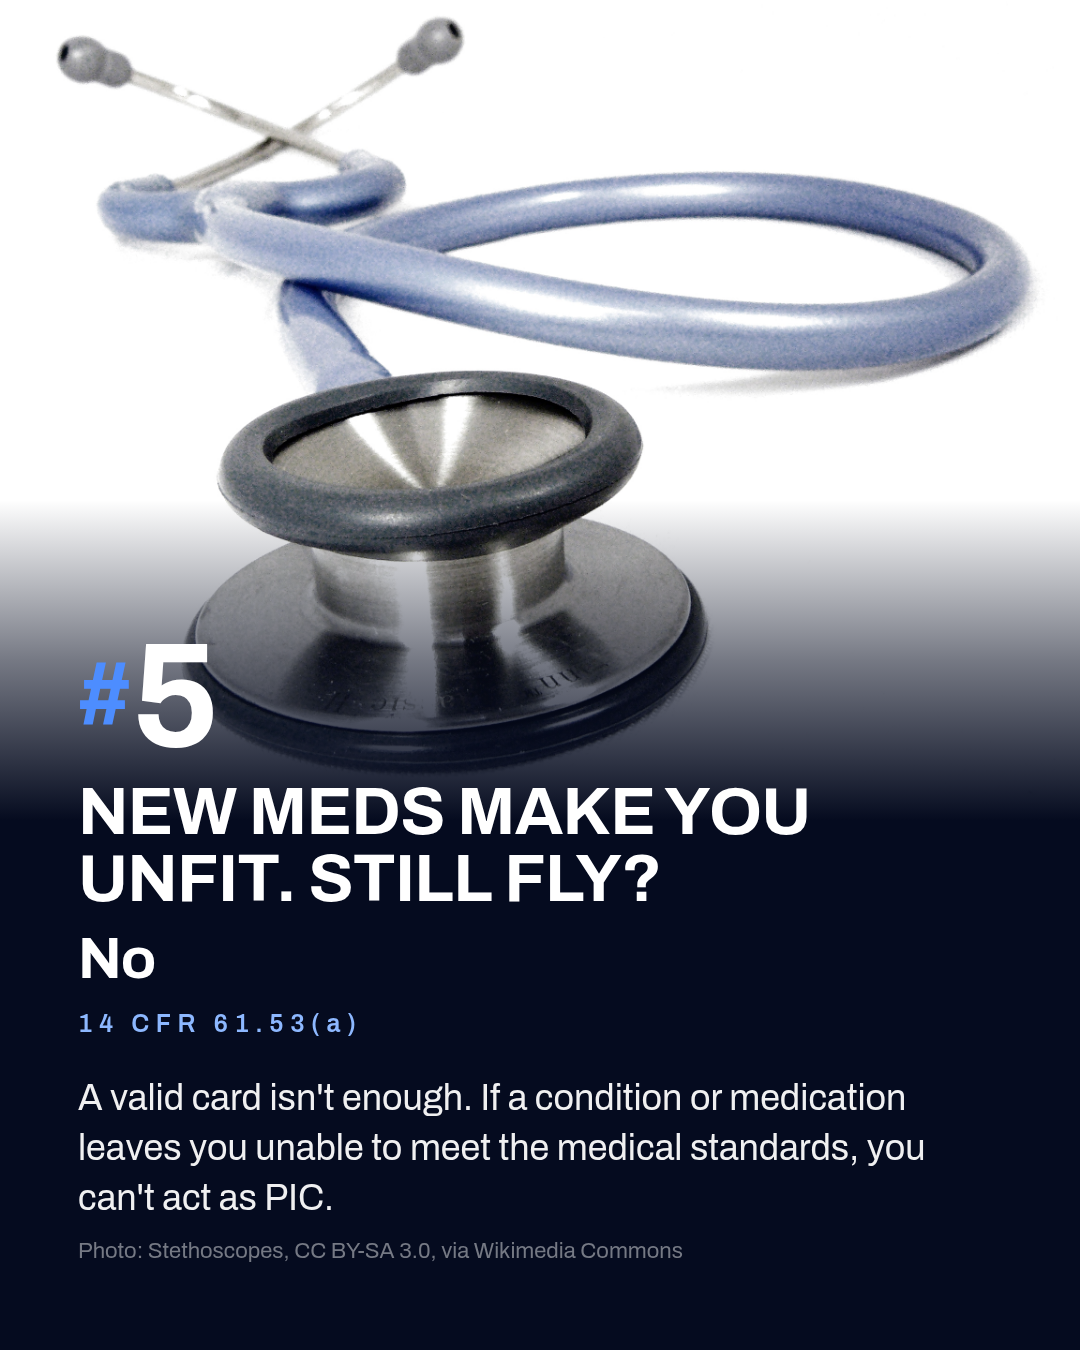 #5
NEW MEDS MAKE YOU
UNFIT. STILL FLY?
No
14 CFR 61.53(a)
A valid card isn't enough. If a condition or medication
leaves you unable to meet the medical standards, you
can't act as PIC.
Photo: Stethoscopes, CC BY-SA 3.0, via Wikimedia Commons